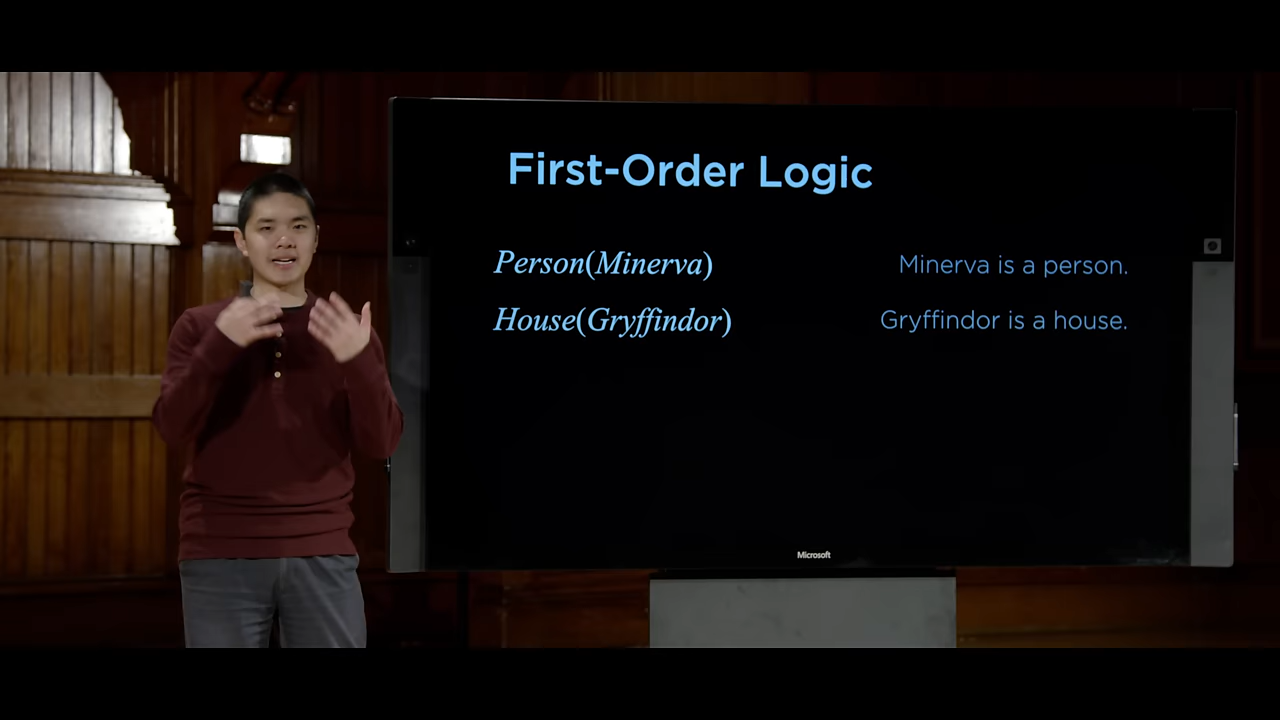 First-Order Logic
Person(Minerva) Minerva is a person.
House(Gryffindor) Gryffindor is a house.
Microsoft